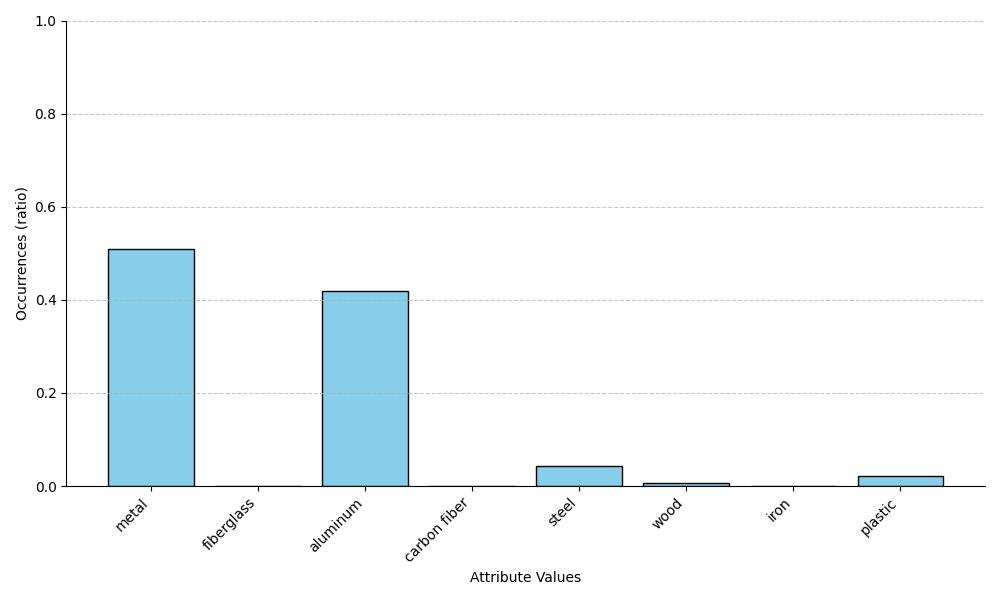 1.0
0.8
0.6
0.4
0.2
0.0
Occurrences (ratio)
metal
fiberglass
aluminum
carbon fiber
steel
wood
iron
plastic
Attribute Values